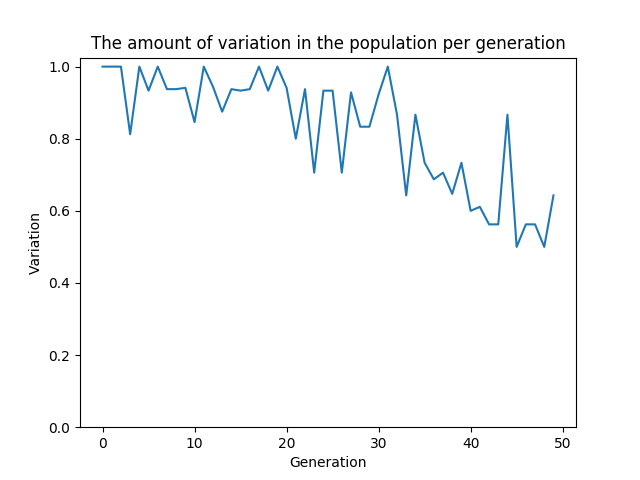 The amount of variation in the population per generation
1.0
0.8
0.6
0.4
0.2
0.0
Variation
0 10 20 30 40 50
Generation